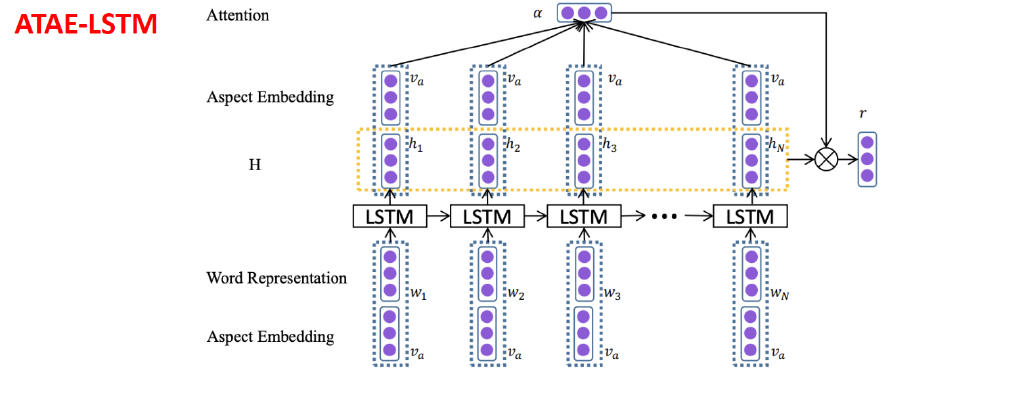 ATAE-LSTM
Attention
α
Aspect Embedding
v_a v_a v_a v_a
r
H
h_1 h_2 h_3 h_N
LSTM LSTM LSTM ••• LSTM
Word Representation
w_1 w_2 w_3 w_N
Aspect Embedding
v_a v_a v_a v_a